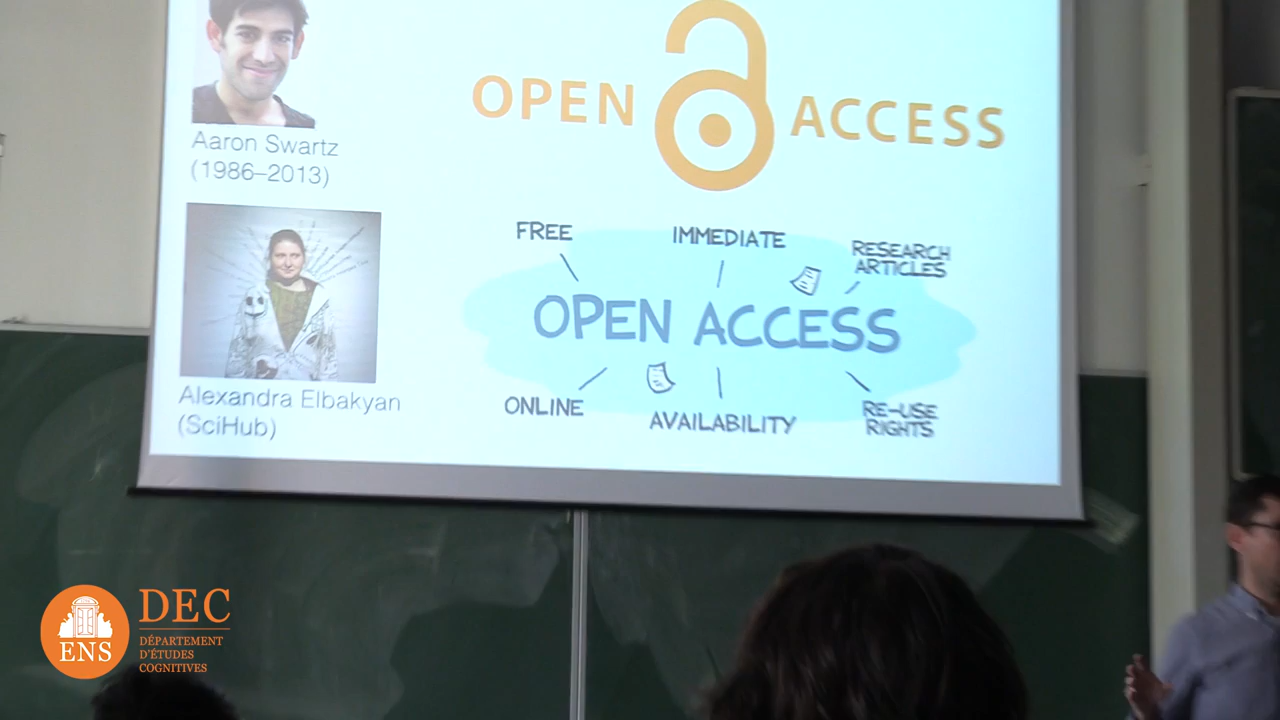 Aaron Swartz
(1986–2013)
OPEN ACCESS
Alexandra Elbakyan
(SciHub)
FREE
IMMEDIATE
RESEARCH
ARTICLES
OPEN ACCESS
ONLINE
AVAILABILITY
RE-USE
RIGHTS
ENS
DEC
DÉPARTEMENT
D'ÉTUDES
COGNITIVES